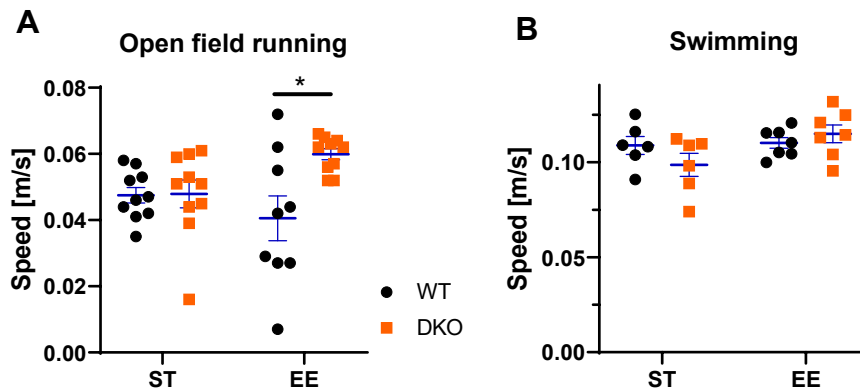 A
Open field running
Speed [m/s]
0.08
0.06
0.04
0.02
0.00
*
ST
EE
WT
DKO
B
Swimming
Speed [m/s]
0.10
0.05
0.00
ST
EE